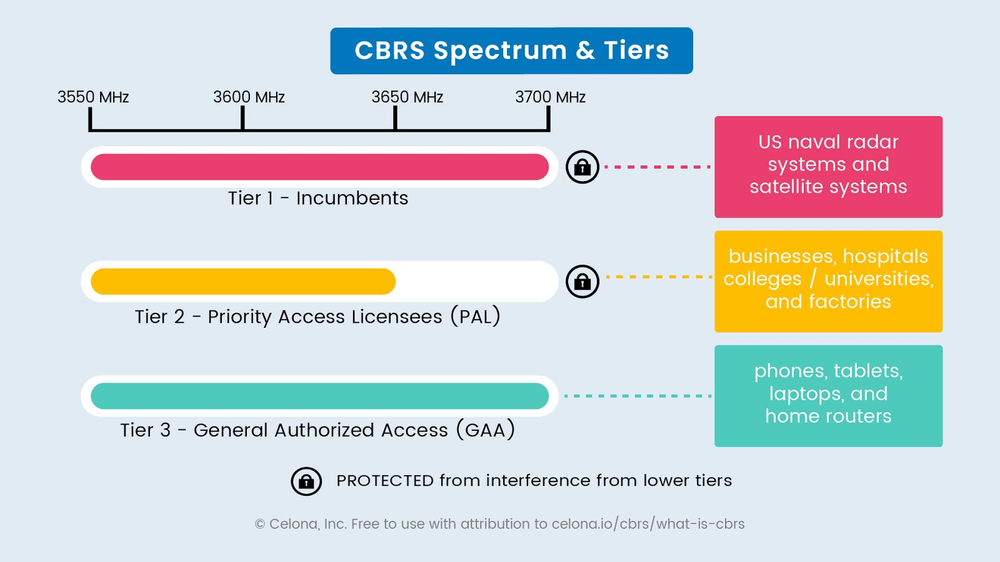 CBRS Spectrum & Tiers
3550 MHz
3600 MHz
3650 MHz
3700 MHz
Tier 1 - Incumbents
US naval radar
systems and
satellite systems
Tier 2 - Priority Access Licensees (PAL)
businesses, hospitals
colleges / universities,
and factories
Tier 3 - General Authorized Access (GAA)
phones, tablets,
laptops, and
home routers
PROTECTED from interference from lower tiers
© Celona, Inc. Free to use with attribution to celona.io/cbrs/what-is-cbrs